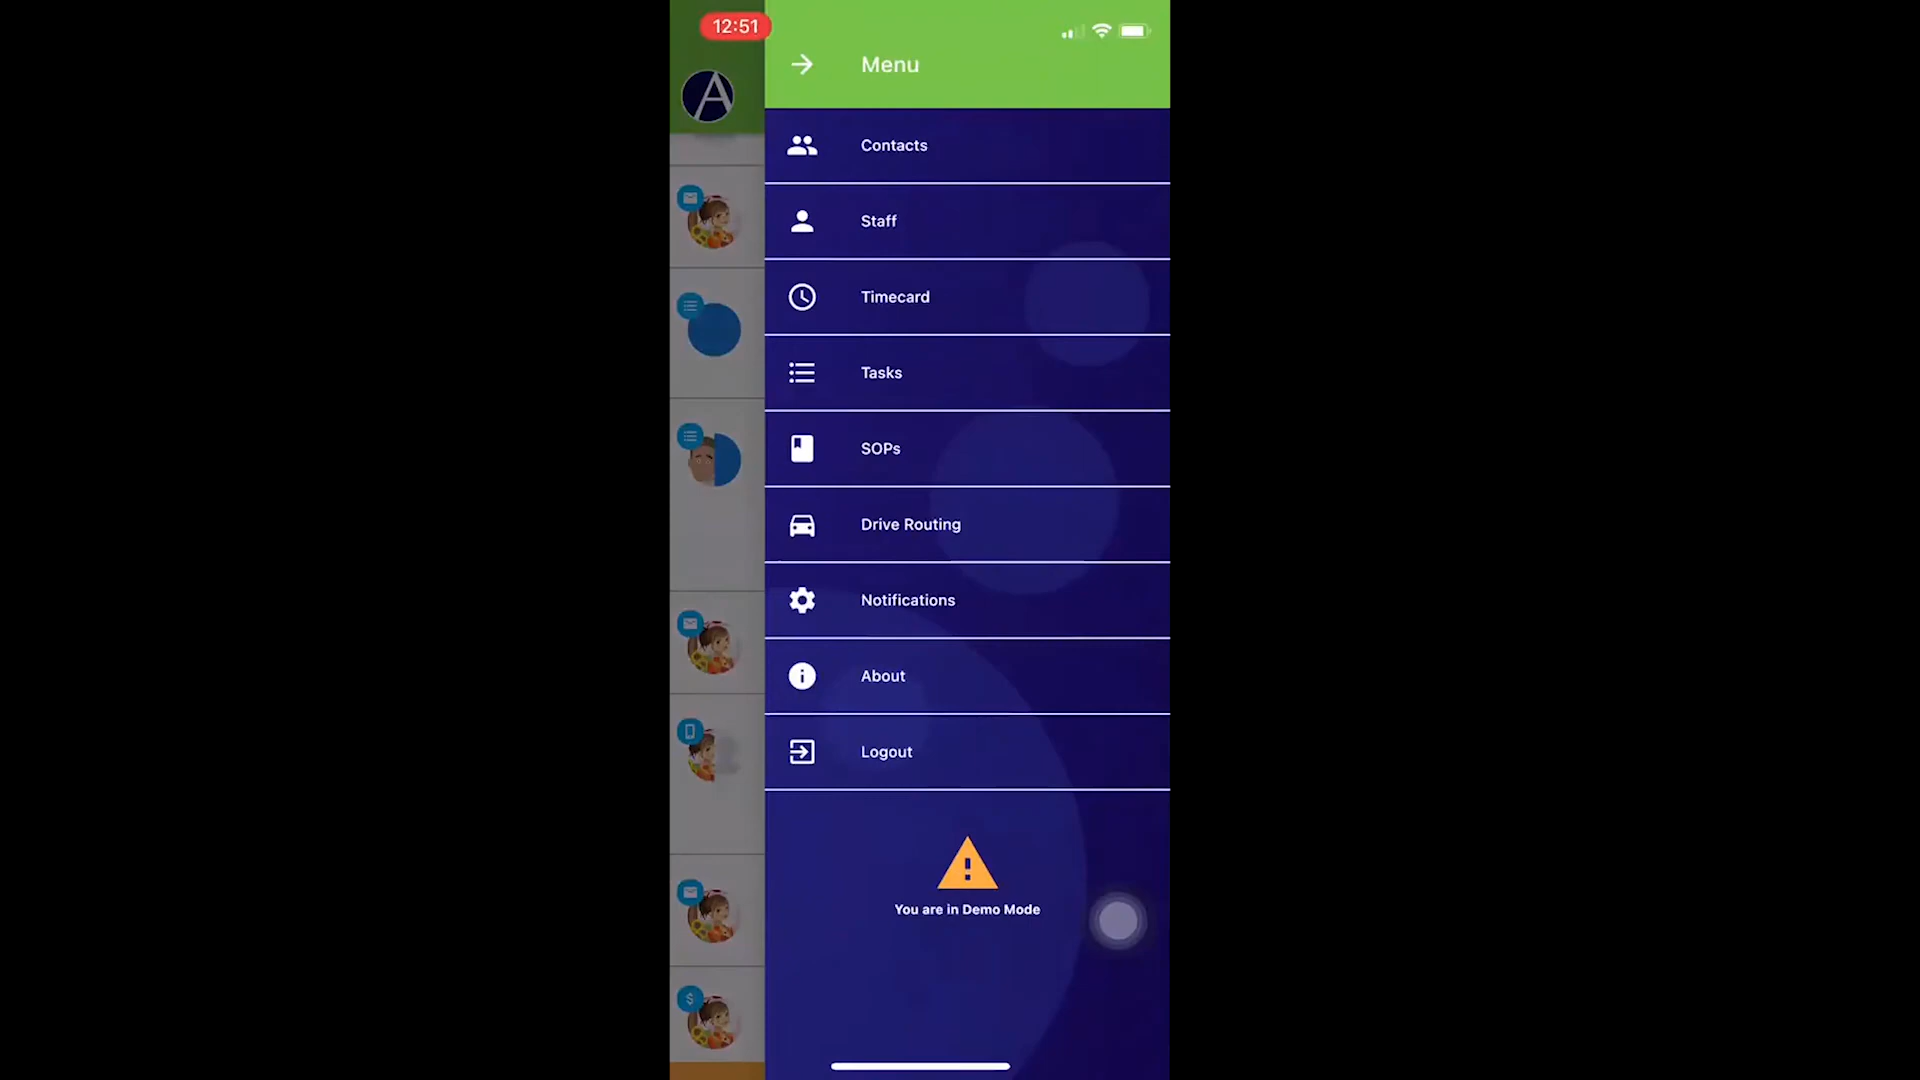 12:51
Menu
A
Contacts
Staff
Timecard
Tasks
SOPs
Drive Routing
Notifications
About
Logout
You are in Demo Mode